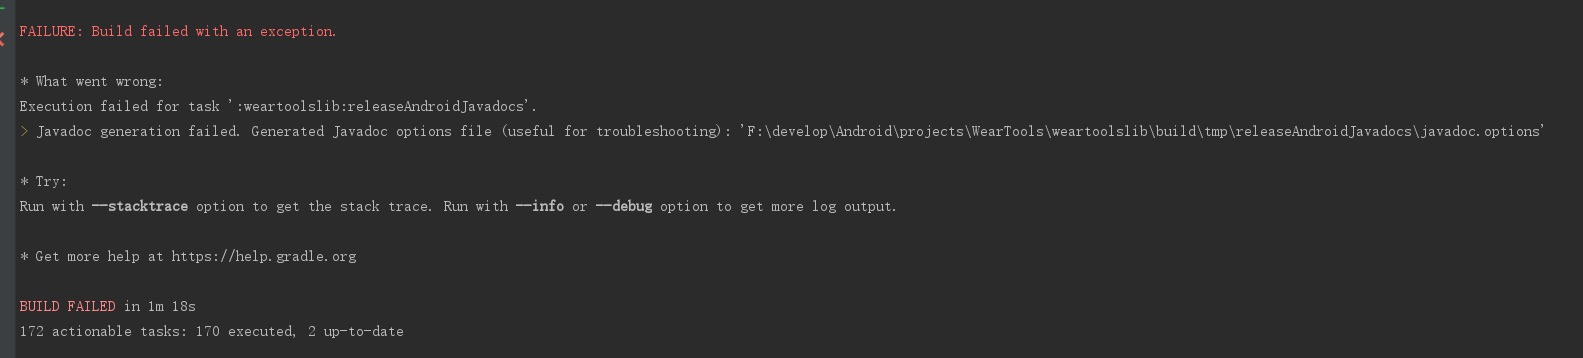 FAILURE: Build failed with an exception.
* What went wrong:
Execution failed for task ':weartoolslib:releaseAndroidJavadocs'.
> Javadoc generation failed. Generated Javadoc options file (useful for troubleshooting): 'F:\develop\Android\projects\WearTools\weartoolslib\build\tmp\releaseAndroidJavadocs\javadoc.options'
* Try:
Run with --stacktrace option to get the stack trace. Run with --info or --debug option to get more log output.
* Get more help at https://help.gradle.org
BUILD FAILED in 1m 18s
172 actionable tasks: 170 executed, 2 up-to-date